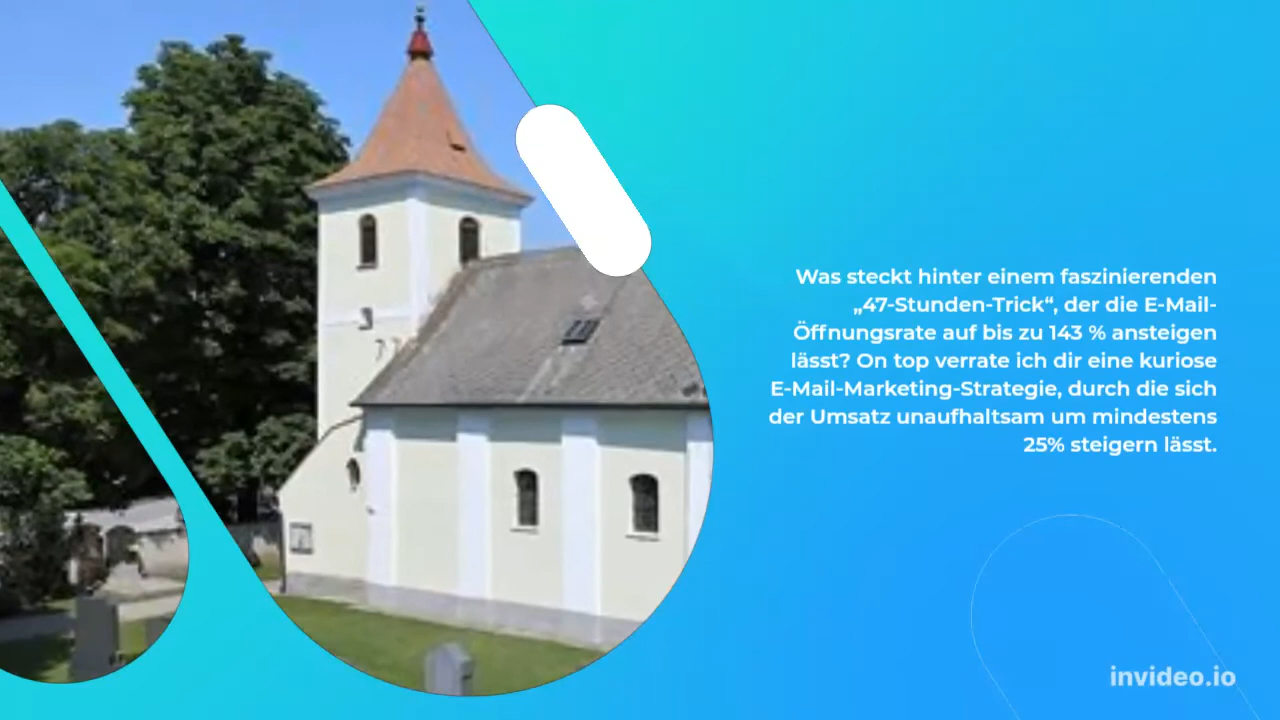 Was steckt hinter einem faszinierenden
„47-Stunden-Trick“, der die E-Mail-
Öffnungsrate auf bis zu 143 % ansteigen
lässt? On top verrate ich dir eine kuriose
E-Mail-Marketing-Strategie, durch die sich
der Umsatz unaufhaltsam um mindestens
25% steigern lässt.
invideo.io